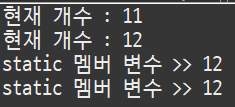 현재 개수 : 11
현재 개수 : 12
static 멤버 변수 >> 12
static 멤버 변수 >> 12